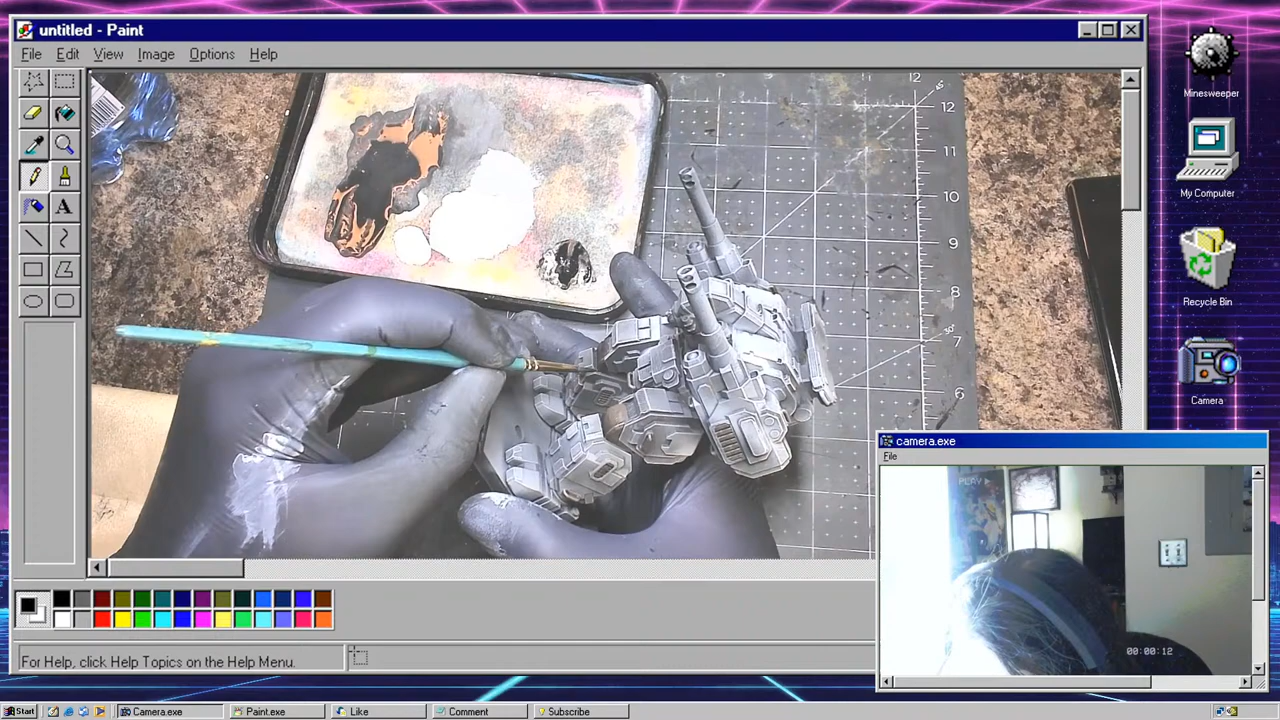 untitled - Paint
File Edit View Image Options Help
Minesweeper
My Computer
Recycle Bin
Camera
12
12
11
10
9
8
7
6
camera.exe
File
PLAY
00:00:12
For Help, click Help Topics on the Help Menu.
Start Camera.exe Paint.exe Like Comment Subscribe